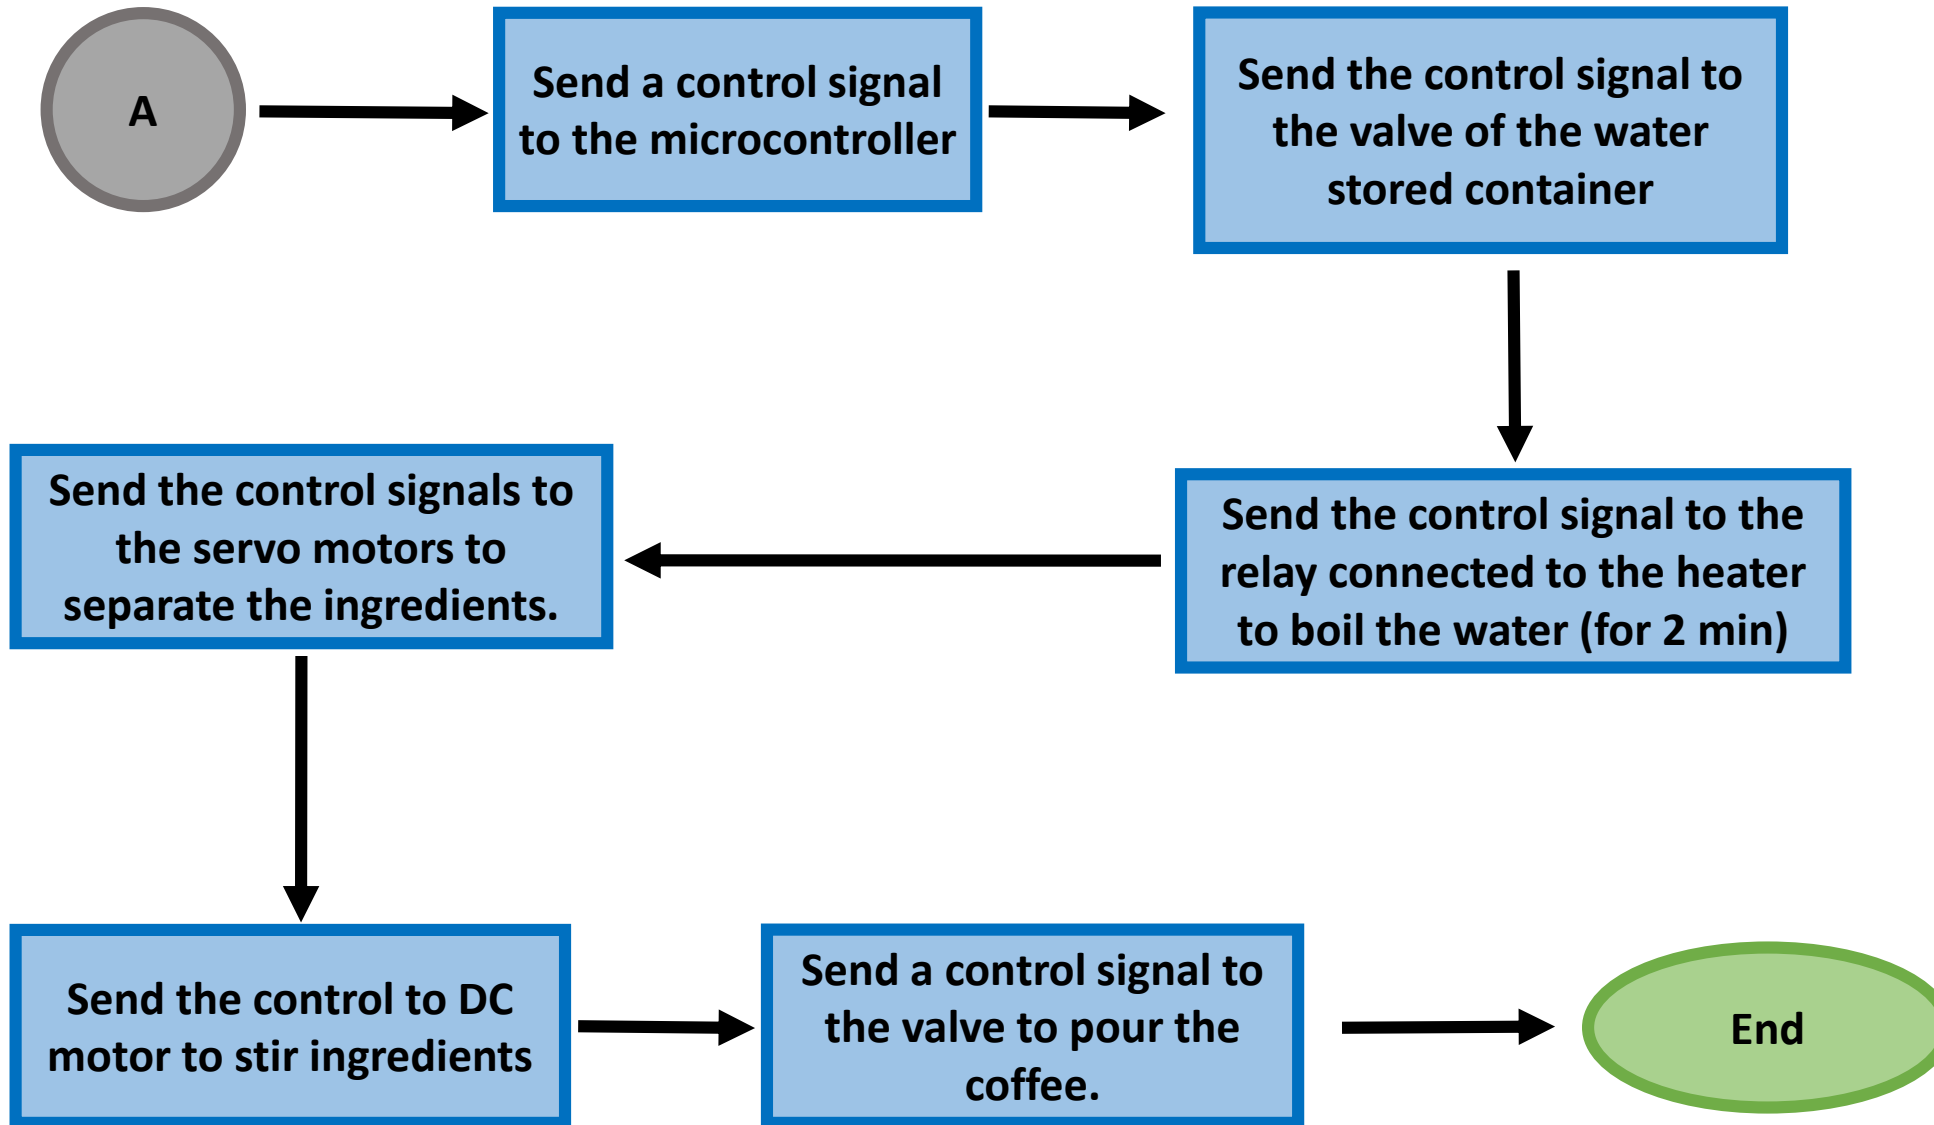 A
Send a control signal
to the microcontroller
Send the control signal to
the valve of the water
stored container
Send the control signal to the
relay connected to the heater
to boil the water (for 2 min)
Send the control signals to
the servo motors to
separate the ingredients.
Send the control to DC
motor to stir ingredients
Send a control signal to
the valve to pour the
coffee.
End